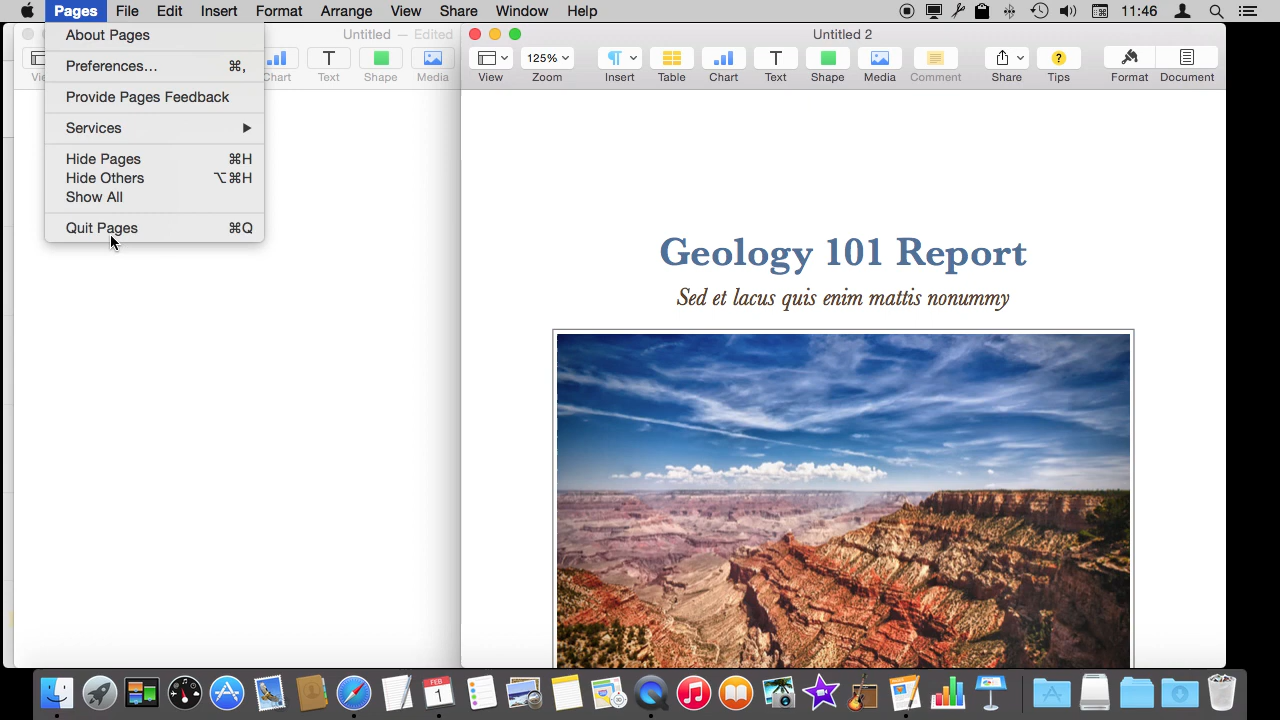 Pages File Edit Insert Format Arrange View Share Window Help 11:46
About Pages
Preferences… ⌘,
Provide Pages Feedback
Services
Hide Pages ⌘H
Hide Others ⌥⌘H
Show All
Quit Pages ⌘Q
Untitled — Edited
Chart Text Shape Media
Untitled 2
125%
View Zoom Insert Table Chart Text Shape Media Comment Share Tips Format Document
Geology 101 Report
Sed et lacus quis enim mattis nonummy
FEB
1